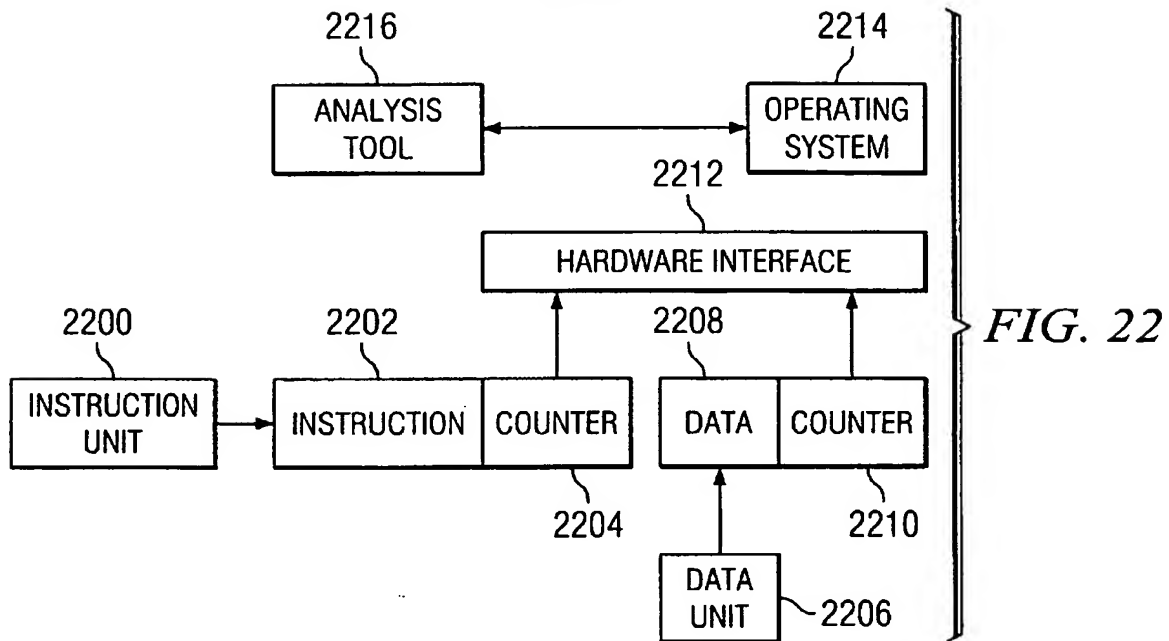 2216
2214
ANALYSIS
TOOL
OPERATING
SYSTEM
2212
HARDWARE INTERFACE
2200
2202
2208
FIG. 22
INSTRUCTION
UNIT
INSTRUCTION
COUNTER
DATA
COUNTER
2204
2210
DATA
UNIT
2206